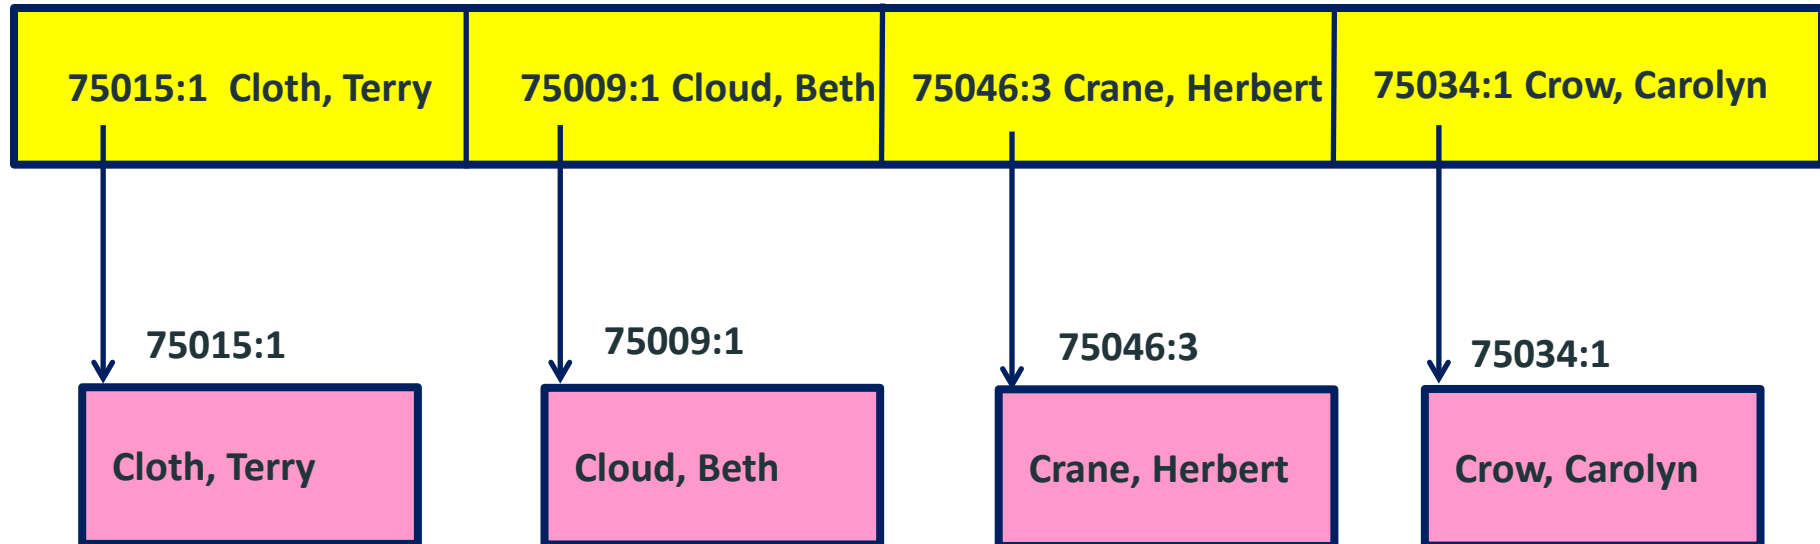 75015:1  Cloth, Terry
75009:1 Cloud, Beth
75046:3 Crane, Herbert
75034:1 Crow, Carolyn
75015:1
75009:1
75046:3
75034:1
Cloth, Terry
Cloud, Beth
Crane, Herbert
Crow, Carolyn